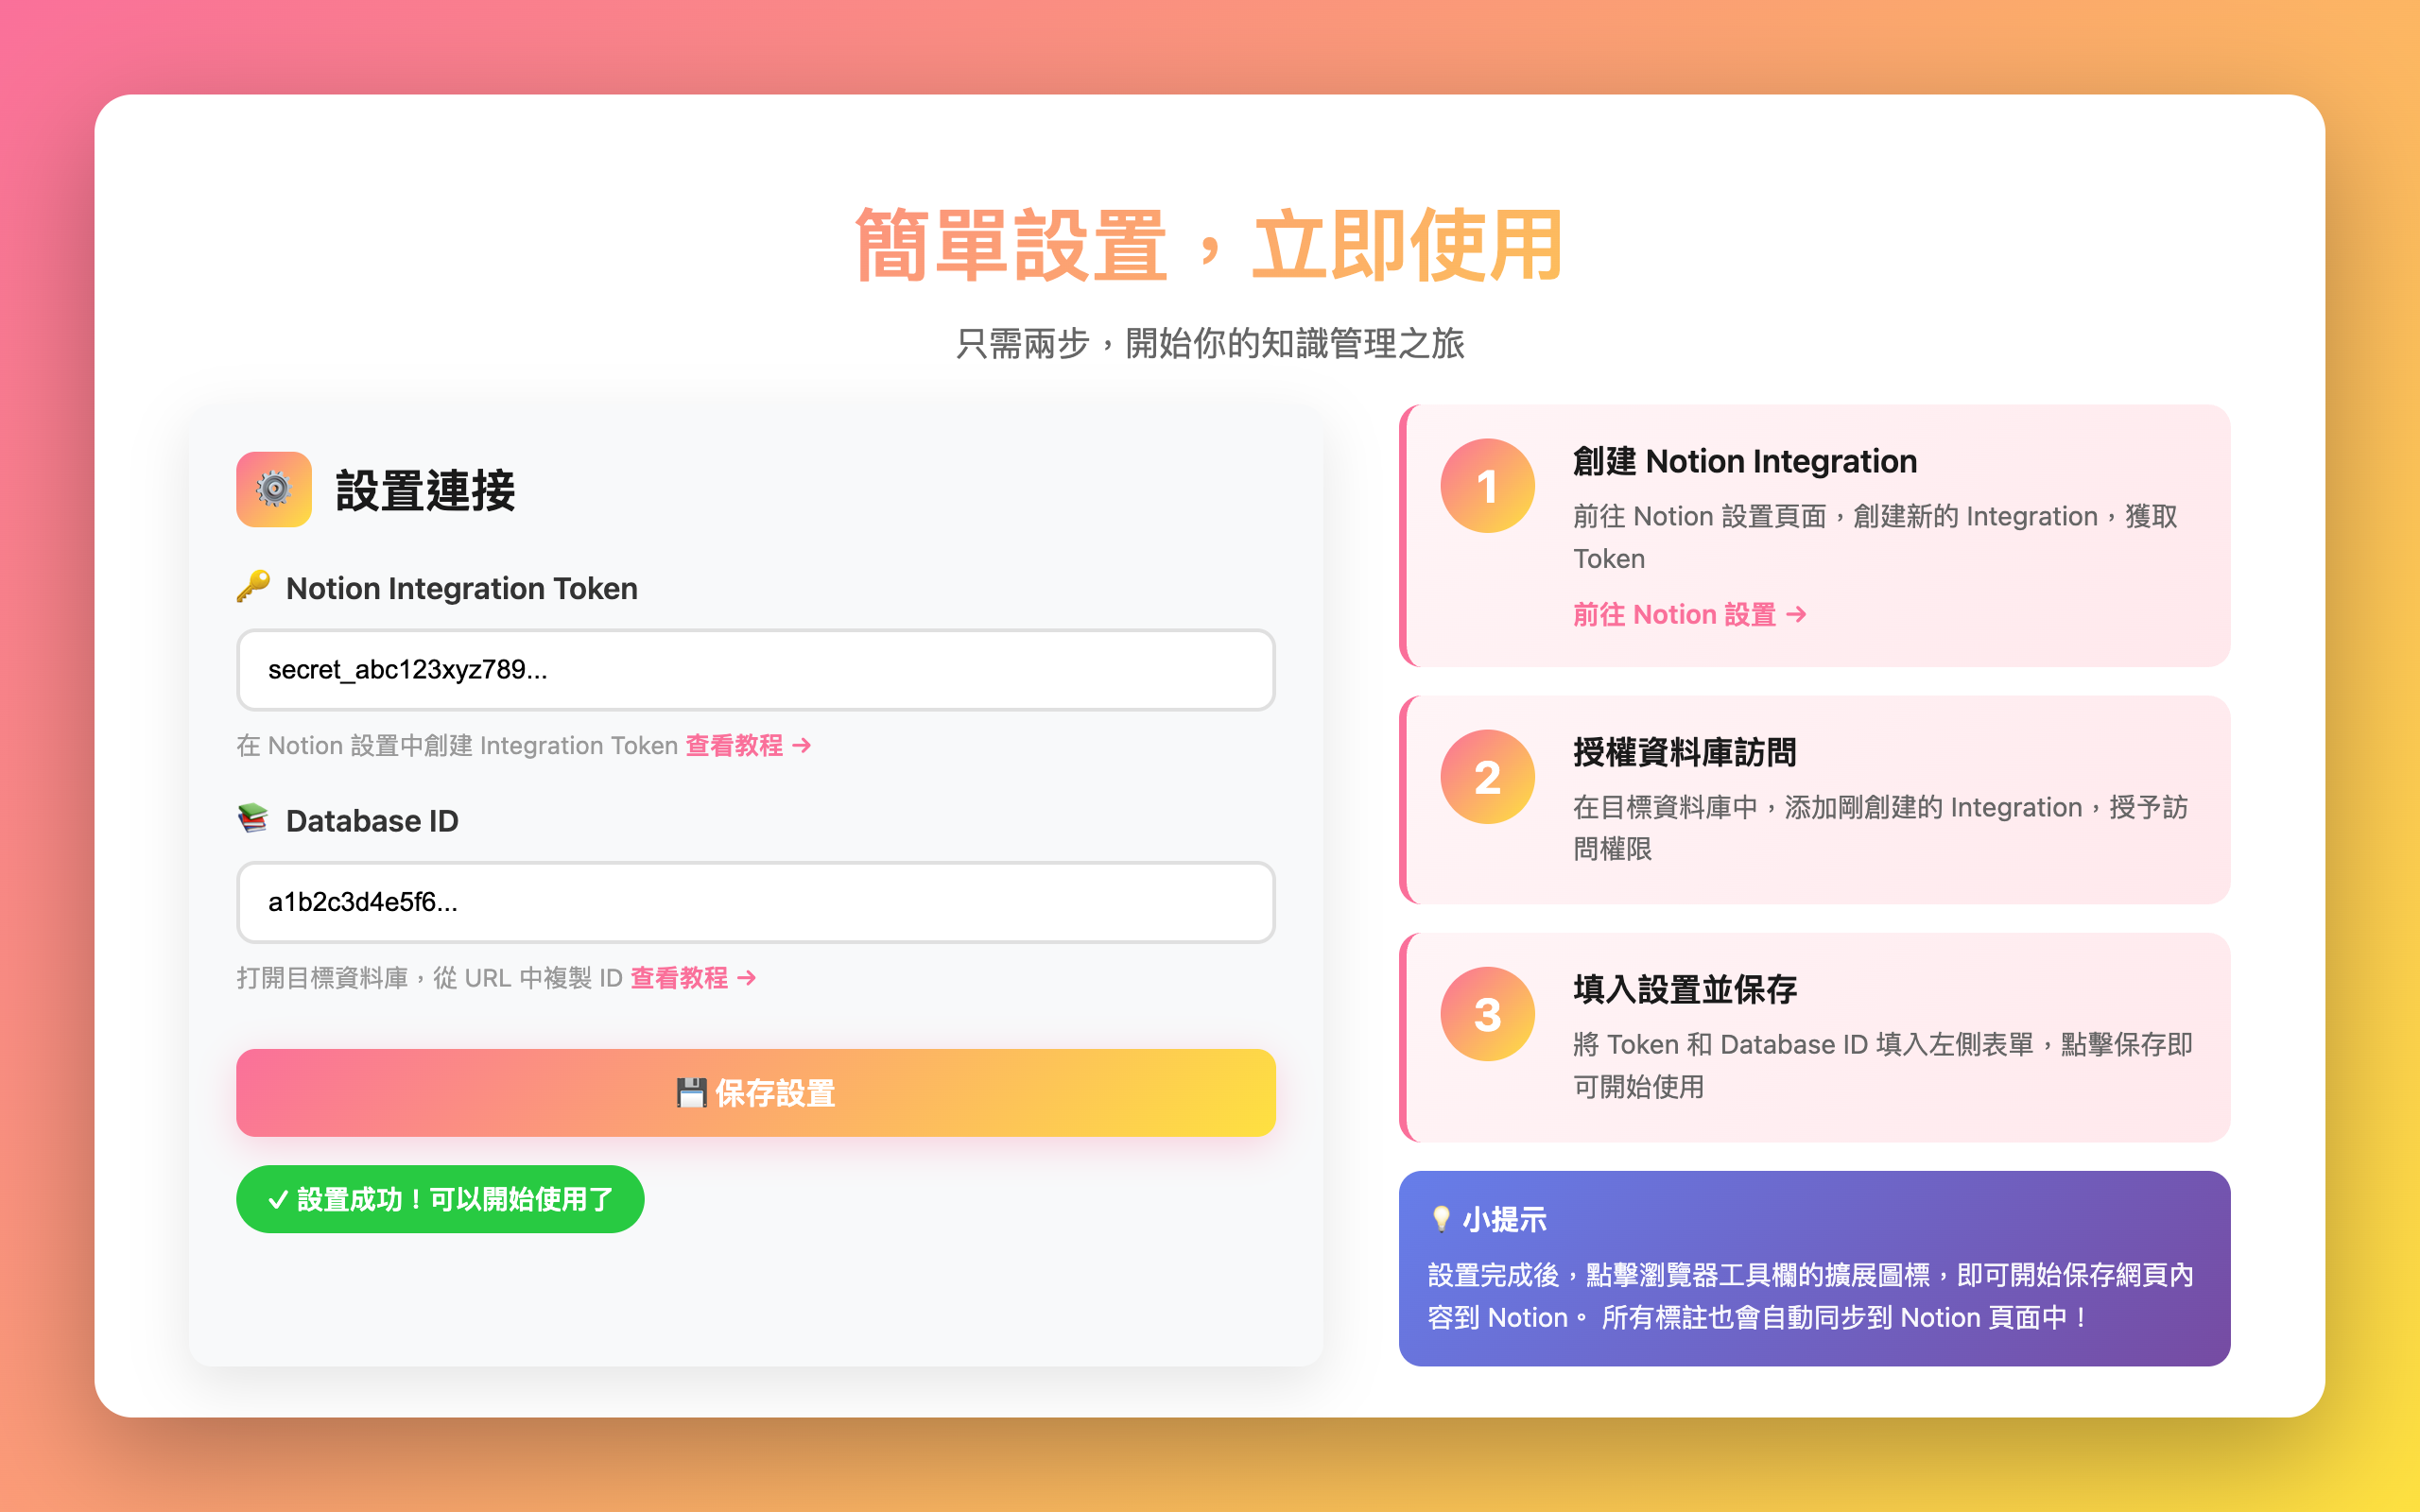 簡單設置，立即使用
只需兩步，開始你的知識管理之旅
⚙️ 設置連接
🔑 Notion Integration Token
secret_abc123xyz789...
在 Notion 設置中創建 Integration Token 查看教程 →
📚 Database ID
a1b2c3d4e5f6...
打開目標資料庫，從 URL 中複製 ID 查看教程 →
💾 保存設置
✓ 設置成功！可以開始使用了
1
創建 Notion Integration
前往 Notion 設置頁面，創建新的 Integration，獲取
Token
前往 Notion 設置 →
2
授權資料庫訪問
在目標資料庫中，添加剛創建的 Integration，授予訪
問權限
3
填入設置並保存
將 Token 和 Database ID 填入左側表單，點擊保存即
可開始使用
💡 小提示
設置完成後，點擊瀏覽器工具欄的擴展圖標，即可開始保存網頁內
容到 Notion。 所有標註也會自動同步到 Notion 頁面中！